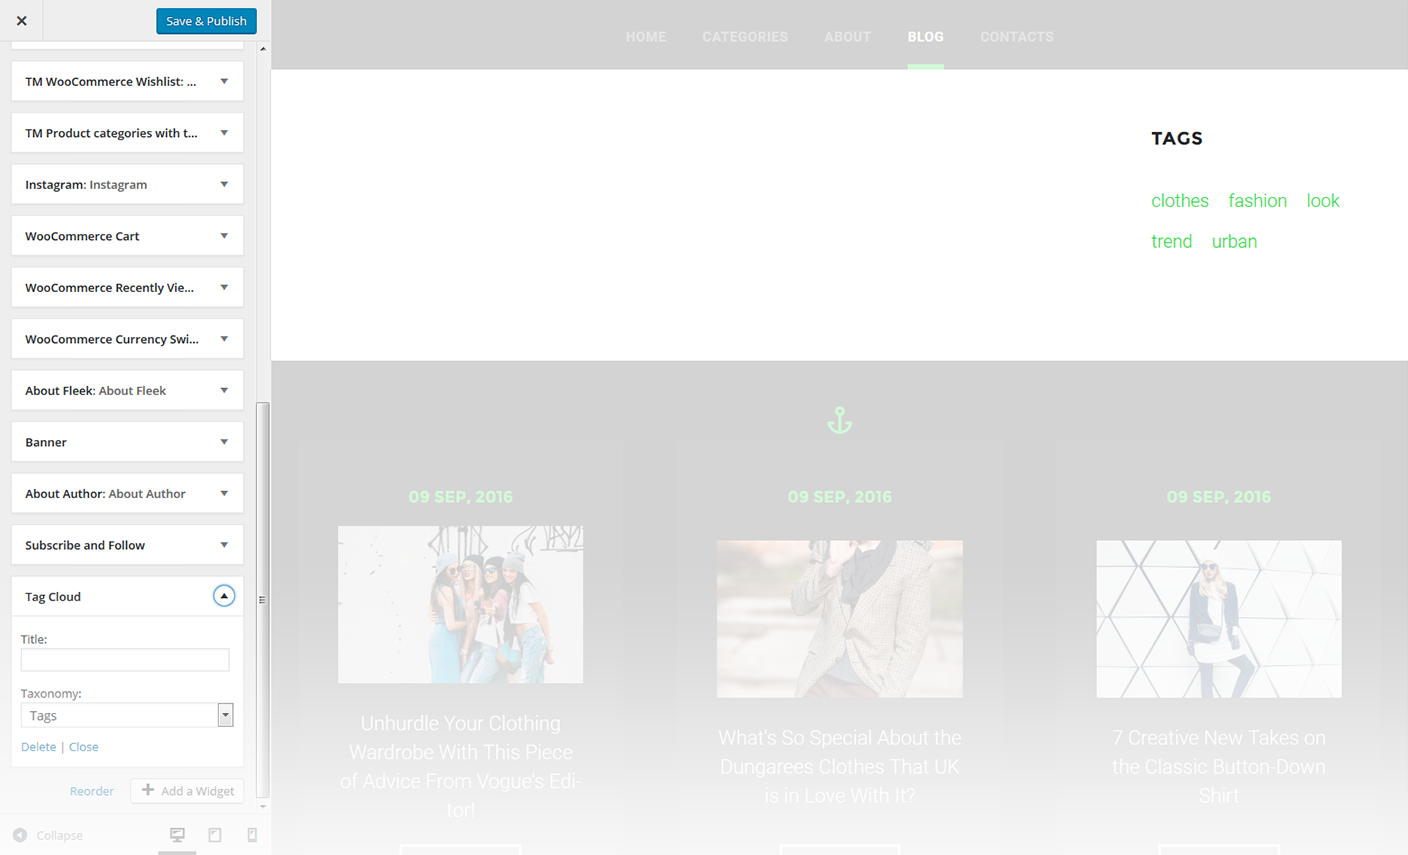 Save & Publish
TM WooCommerce Wishlist: ...
TM Product categories with t...
Instagram: Instagram
WooCommerce Cart
WooCommerce Recently Vie...
WooCommerce Currency Swi...
About Fleek: About Fleek
Banner
About Author: About Author
Subscribe and Follow
Tag Cloud
Title:
Taxonomy:
Tags
Delete | Close
Reorder
Add a Widget
Collapse
HOME CATEGORIES ABOUT BLOG CONTACTS
TAGS
clothes fashion look
trend urban
09 SEP, 2016
Unhurdle Your Clothing
Wardrobe With This Piece
of Advice From Vogue's Edi-
tor!
09 SEP, 2016
What's So Special About the
Dungarees Clothes That UK
is in Love With It?
09 SEP, 2016
7 Creative New Takes on
the Classic Button-Down
Shirt